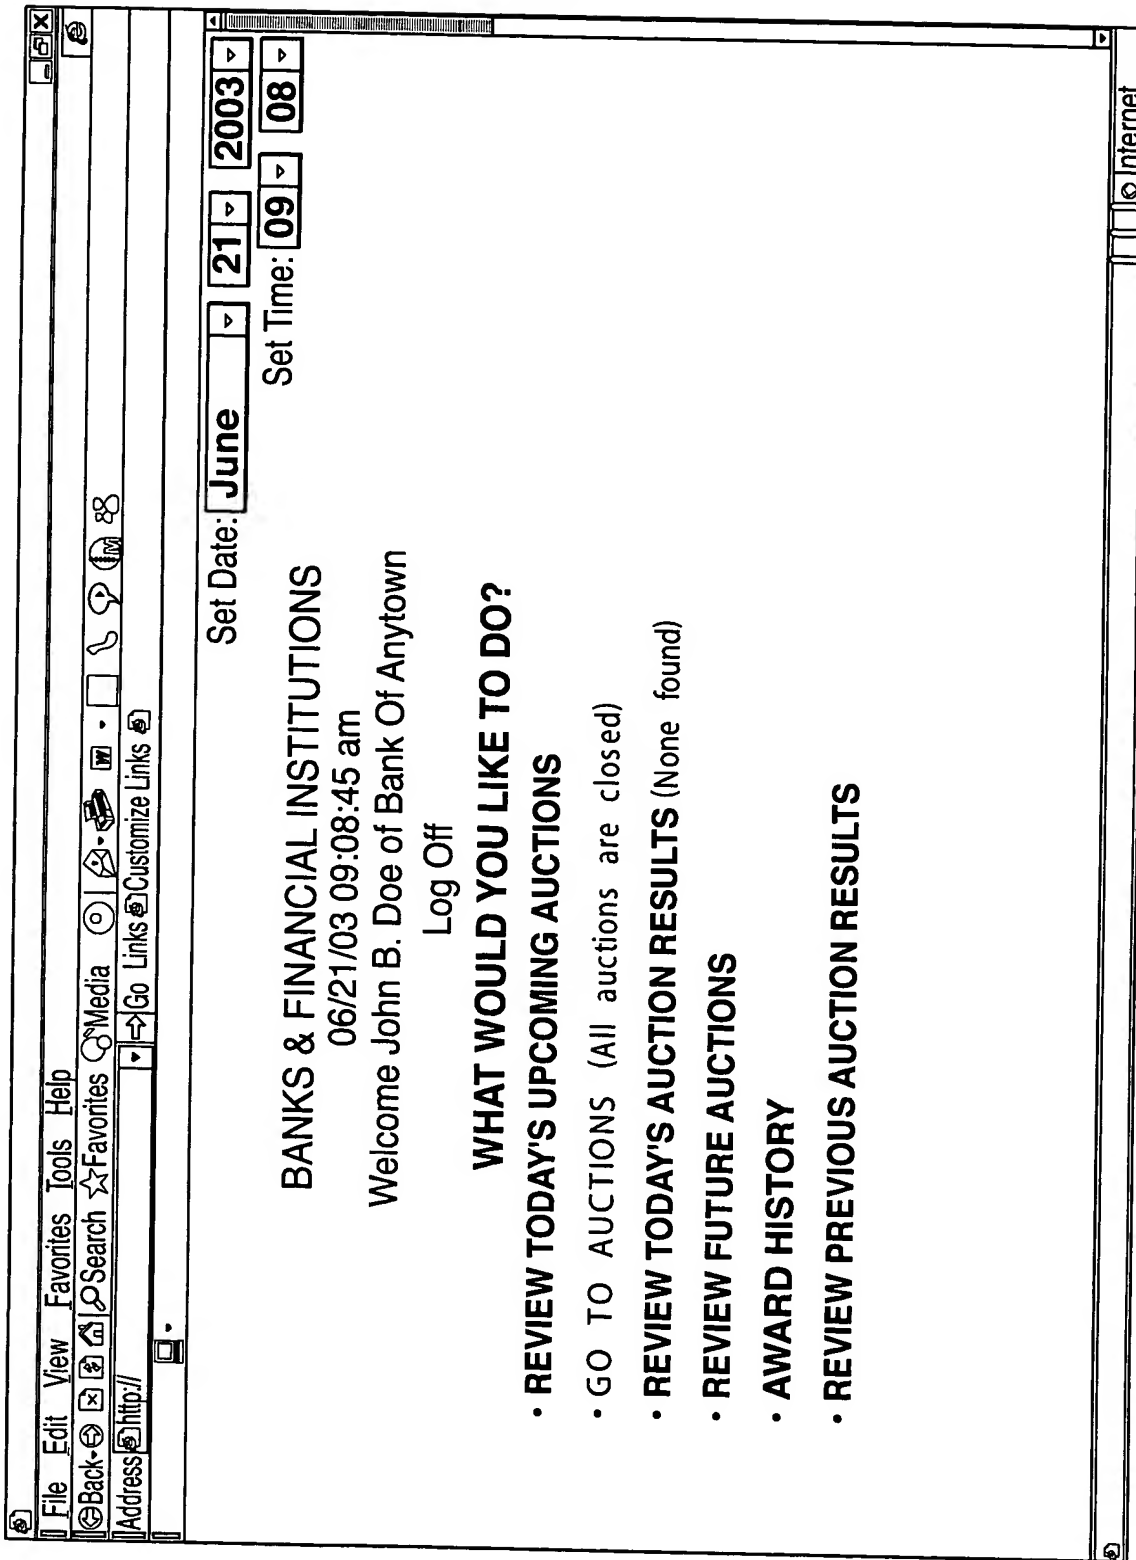 File Edit View Favorites Tools Help
Back Search Favorites Media W M
Address http:// Go Links Customize Links
Set Date: June 21 2003
Set Time: 09 08
BANKS & FINANCIAL INSTITUTIONS
06/21/03 09:08:45 am
Welcome John B. Doe of Bank Of Anytown
Log Off
WHAT WOULD YOU LIKE TO DO?
• REVIEW TODAY'S UPCOMING AUCTIONS
• GO TO AUCTIONS (All auctions are closed)
• REVIEW TODAY'S AUCTION RESULTS (None found)
• REVIEW FUTURE AUCTIONS
• AWARD HISTORY
• REVIEW PREVIOUS AUCTION RESULTS
Internet